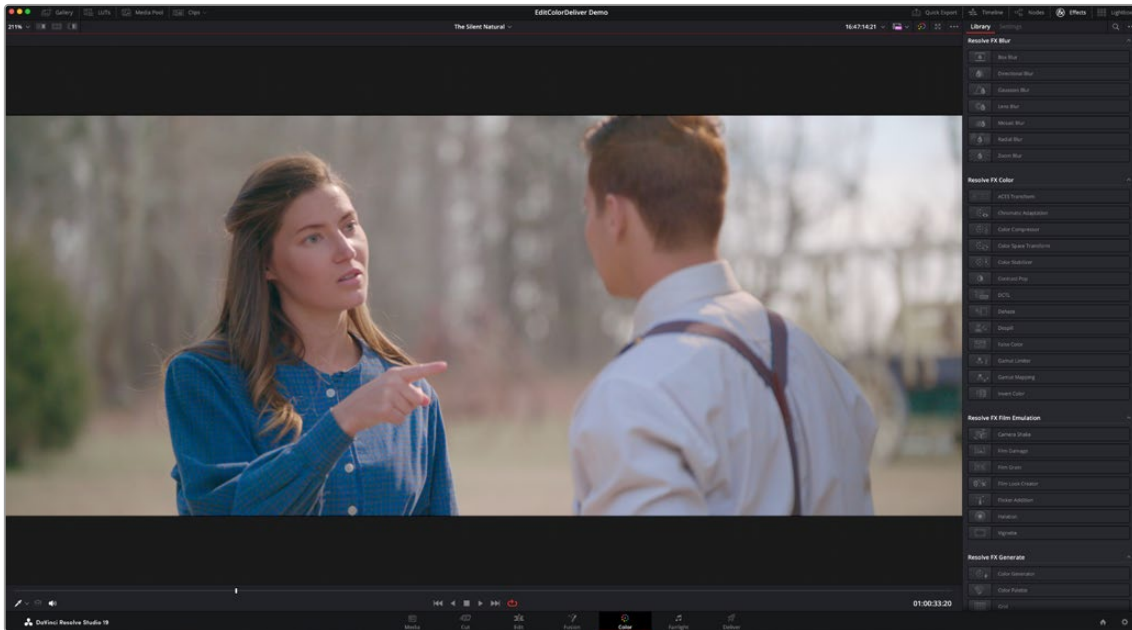 Gallery LUTs Media Pool Clips EditColorDeliver Demo Quick Export Timeline Nodes Effects Lightbox
211% The Silent Natural 16:47:14:21 Library Settings
Resolve FX Blur
Box Blur
Directional Blur
Gaussian Blur
Lens Blur
Mosaic Blur
Radial Blur
Zoom Blur
Resolve FX Color
ACES Transform
Chromatic Adaptation
Color Compressor
Color Space Transform
Color Stabilizer
Contrast Pop
DCTL
Dehaze
Despill
False Color
Gamut Limiter
Gamut Mapping
Invert Color
Resolve FX Film Emulation
Camera Shake
Film Damage
Film Grain
Film Look Creator
Flicker Addition
Halation
Vignette
Resolve FX Generate
Color Generator
Color Palette
Grid
01:00:33:20
DaVinci Resolve Studio 19 Media Cut Edit Fusion Color Fairlight Deliver